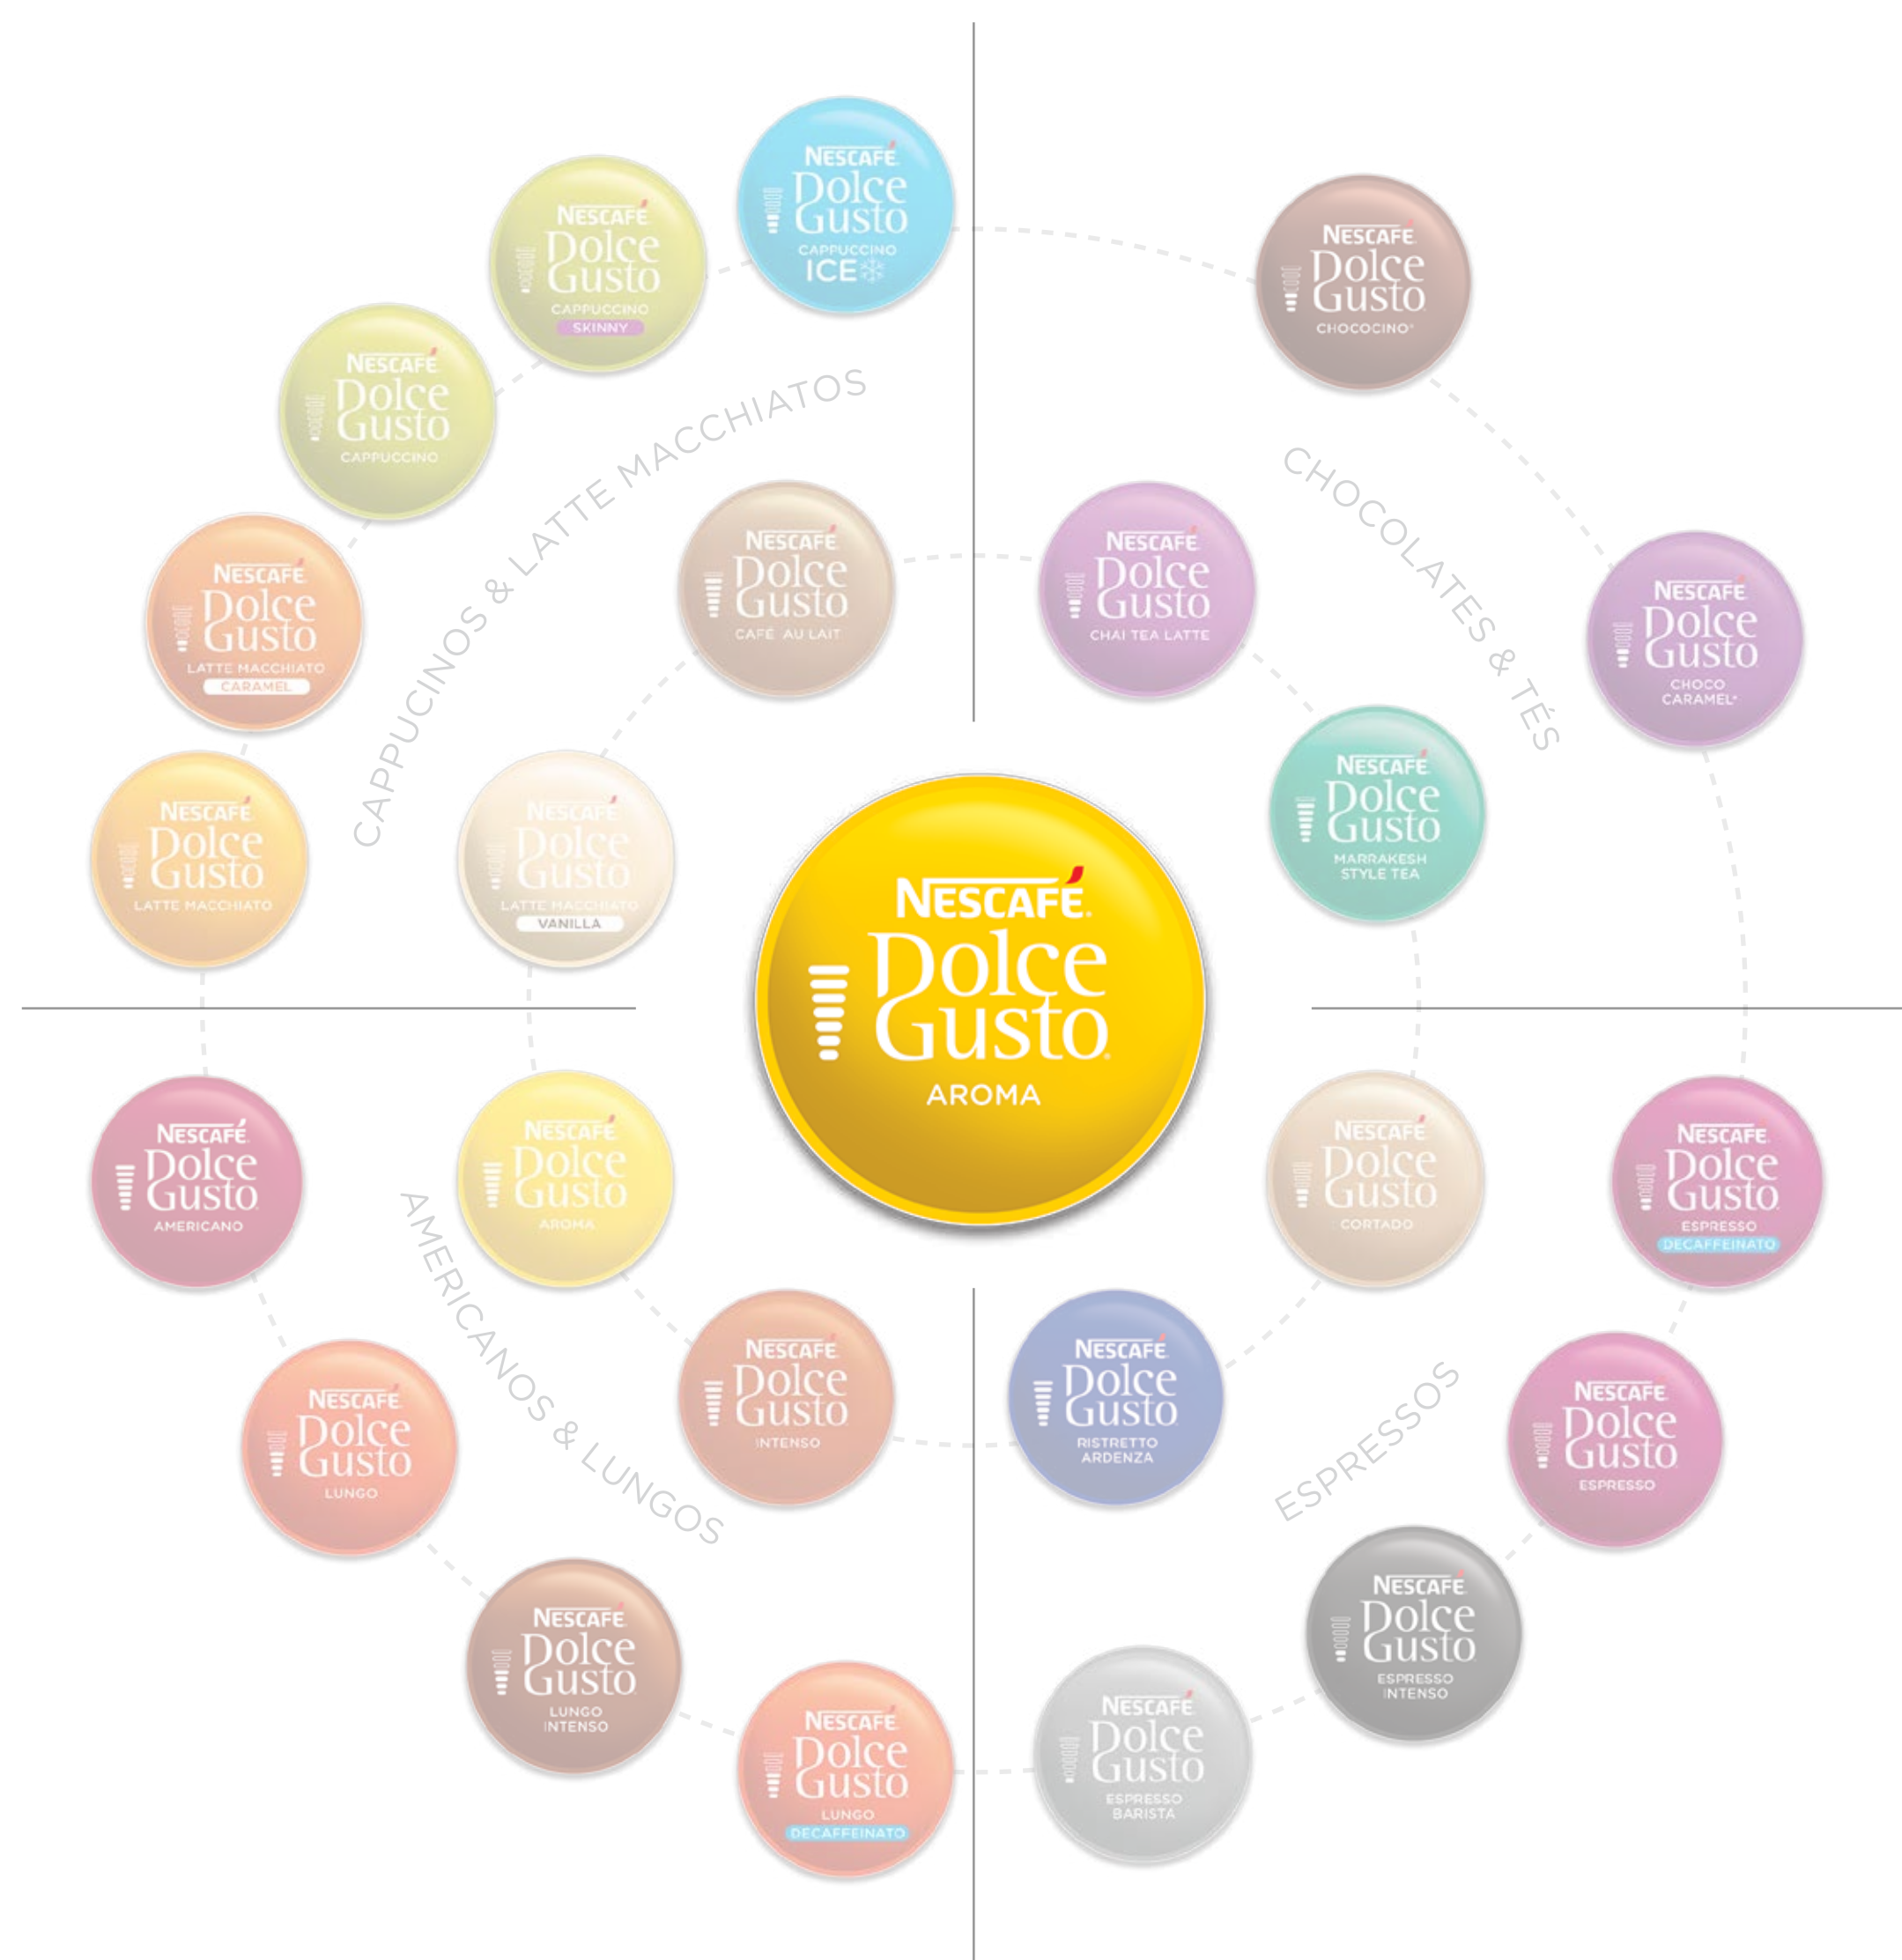 NESCAFÉ
Dolce
Gusto
CAPPUCCINO
ICE
NESCAFÉ
Dolce
Gusto
CAPPUCCINO
SKINNY
NESCAFÉ
Dolce
Gusto
CAPPUCCINO
NESCAFÉ
Dolce
Gusto
LATTE MACCHIATO
CARAMEL
NESCAFÉ
Dolce
Gusto
LATTE MACCHIATO
CAPPUCINOS & LATTE MACCHIATOS
NESCAFÉ
Dolce
Gusto
CAFÉ AU LAIT
NESCAFÉ
Dolce
Gusto
LATTE MACCHIATO
VANILLA
NESCAFÉ
Dolce
Gusto
CHOCOCINO*
NESCAFÉ
Dolce
Gusto
CHOCO
CARAMEL*
CHOCOLATES & TÉS
NESCAFÉ
Dolce
Gusto
CHAI TEA LATTE
NESCAFÉ
Dolce
Gusto
MARRAKESH
STYLE TEA
NESCAFÉ
Dolce
Gusto
AROMA
NESCAFÉ
Dolce
Gusto
AMERICANO
NESCAFÉ
Dolce
Gusto
AROMA
AMERICANOS & LUNGOS
NESCAFÉ
Dolce
Gusto
INTENSO
NESCAFÉ
Dolce
Gusto
LUNGO
NESCAFÉ
Dolce
Gusto
LUNGO
INTENSO
NESCAFÉ
Dolce
Gusto
LUNGO
DECAFFEINATO
NESCAFÉ
Dolce
Gusto
CORTADO
NESCAFÉ
Dolce
Gusto
ESPRESSO
DECAFFEINATO
NESCAFÉ
Dolce
Gusto
RISTRETTO
ARDENZA
ESPRESSOS
NESCAFÉ
Dolce
Gusto
ESPRESSO
NESCAFÉ
Dolce
Gusto
ESPRESSO
INTENSO
NESCAFÉ
Dolce
Gusto
ESPRESSO
BARISTA